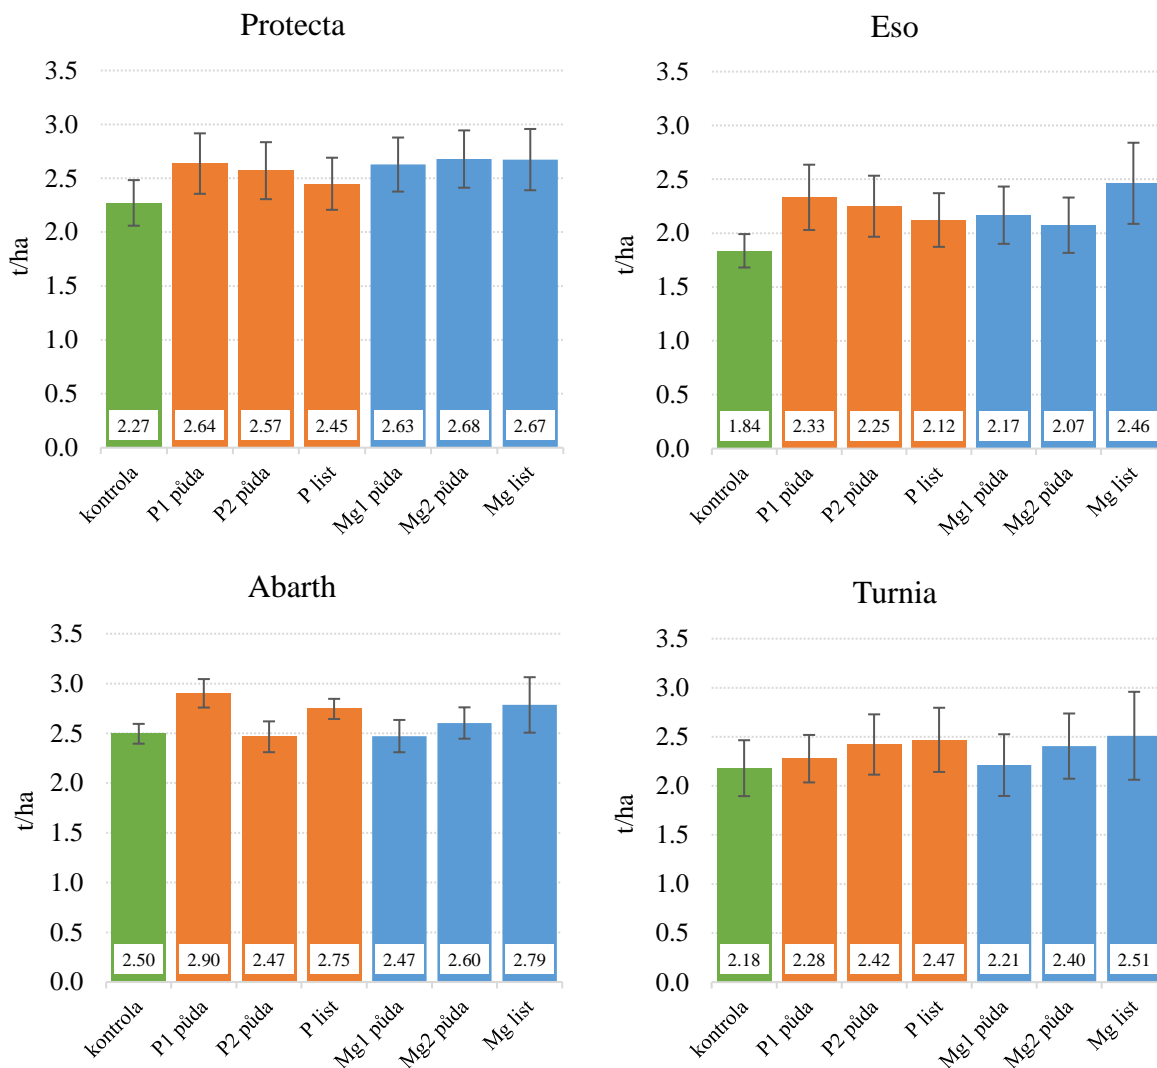 Protecta
3.5
3.0
2.5
2.0
1.5
1.0
0.5
0.0
t/ha
2.27 2.64 2.57 2.45 2.63 2.68 2.67
kontrola P1 půda P2 půda P list Mg1 půda Mg2 půda Mg list
Eso
3.5
3.0
2.5
2.0
1.5
1.0
0.5
0.0
t/ha
1.84 2.33 2.25 2.12 2.17 2.07 2.46
kontrola P1 půda P2 půda P list Mg1 půda Mg2 půda Mg list
Abarth
3.5
3.0
2.5
2.0
1.5
1.0
0.5
0.0
t/ha
2.50 2.90 2.47 2.75 2.47 2.60 2.79
kontrola P1 půda P2 půda P list Mg1 půda Mg2 půda Mg list
Turnia
3.5
3.0
2.5
2.0
1.5
1.0
0.5
0.0
t/ha
2.18 2.28 2.42 2.47 2.21 2.40 2.51
kontrola P1 půda P2 půda P list Mg1 půda Mg2 půda Mg list